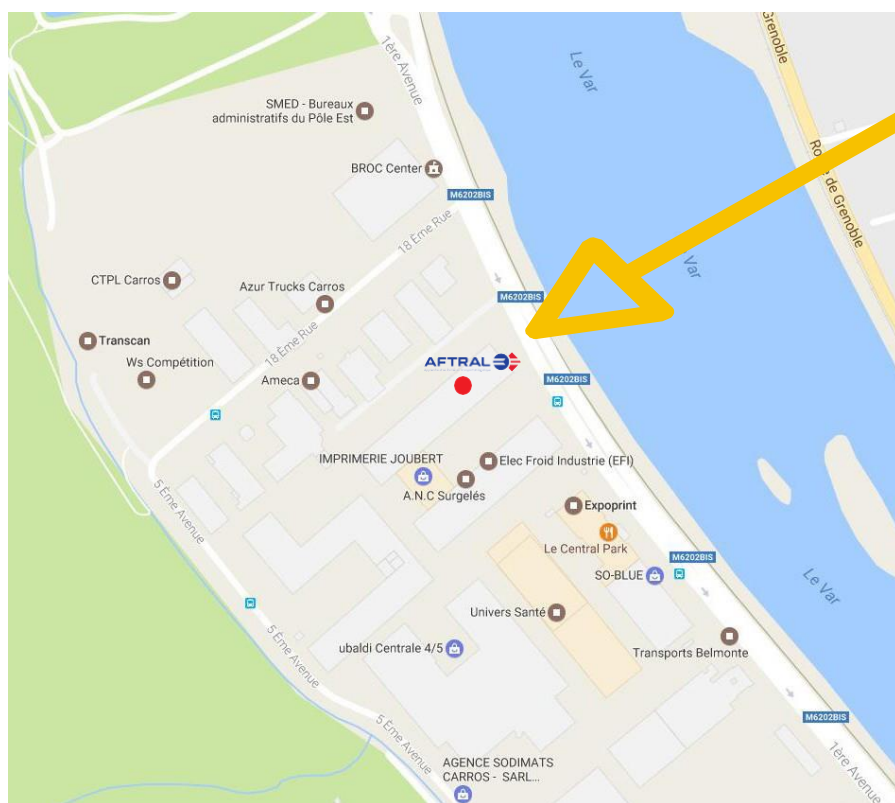 Grenoble
1ère Avenue
Le Var
SMED - Bureaux
administratifs du Pôle Est
BROC Center
M6202BIS
Route de Grenoble
18 Ème Rue
Var
CTPL Carros
Azur Trucks Carros
M6202BIS
Transcan
18 Ème Rue
Ws Compétition
AFTRAL
Ameca
M6202BIS
IMPRIMERIE JOUBERT
Elec Froid Industrie (EFI)
A.N.C Surgelés
5 Ème Avenue
Expoprint
Le Central Park
M6202BIS
SO-BLUE
Le Var
Univers Santé
5 Ème Avenue
ubaldi Centrale 4/5
Transports Belmonte
M6202BIS
5 Ème Avenue
1ère Avenue
AGENCE SODIMATS
CARROS - SARL...